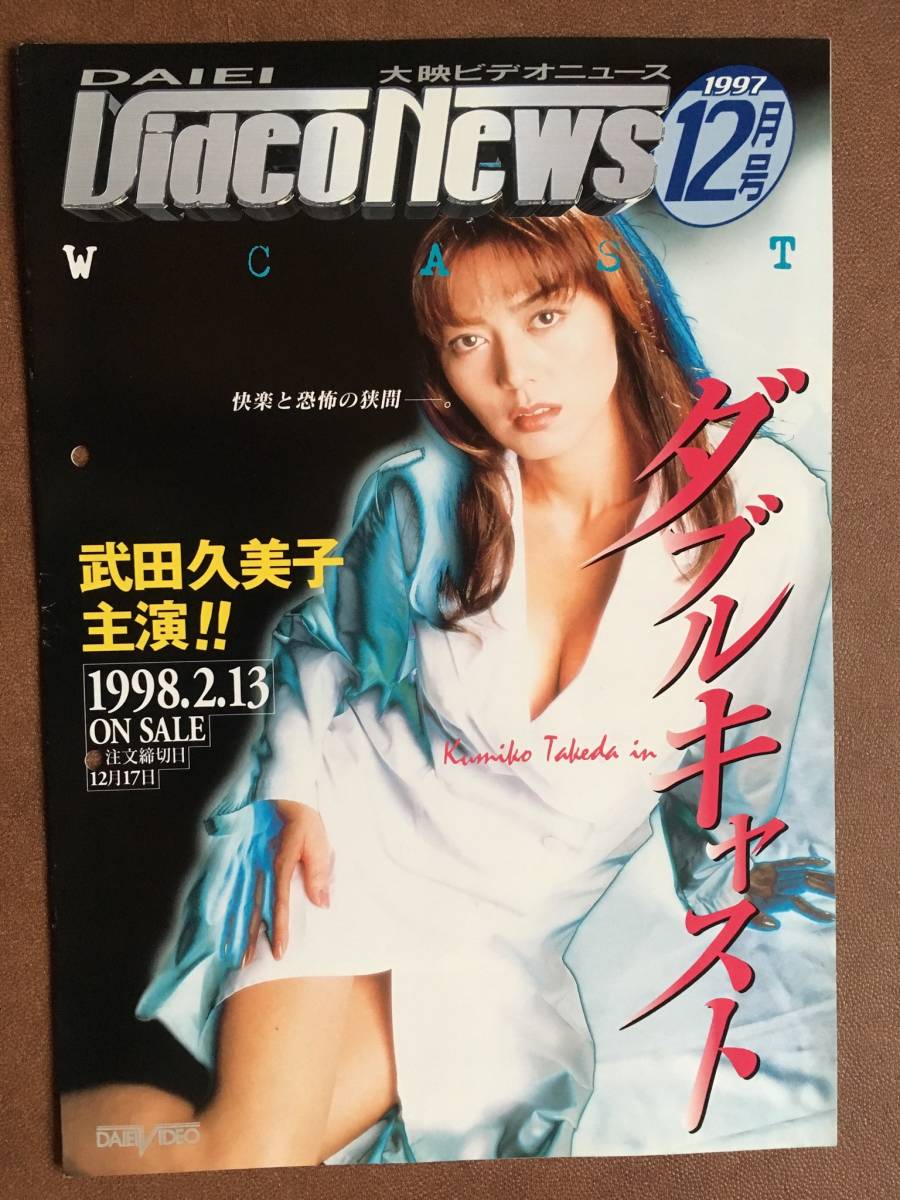 DAIEI 大映ビデオニュース
VideoNews
1997
12月号
W CAST
快楽と恐怖の狭間──。
ダブルキャスト
武田久美子
主演!!
1998.2.13
ON SALE
注文締切日
12月17日
Kumiko Takeda in
DAIEI VIDEO